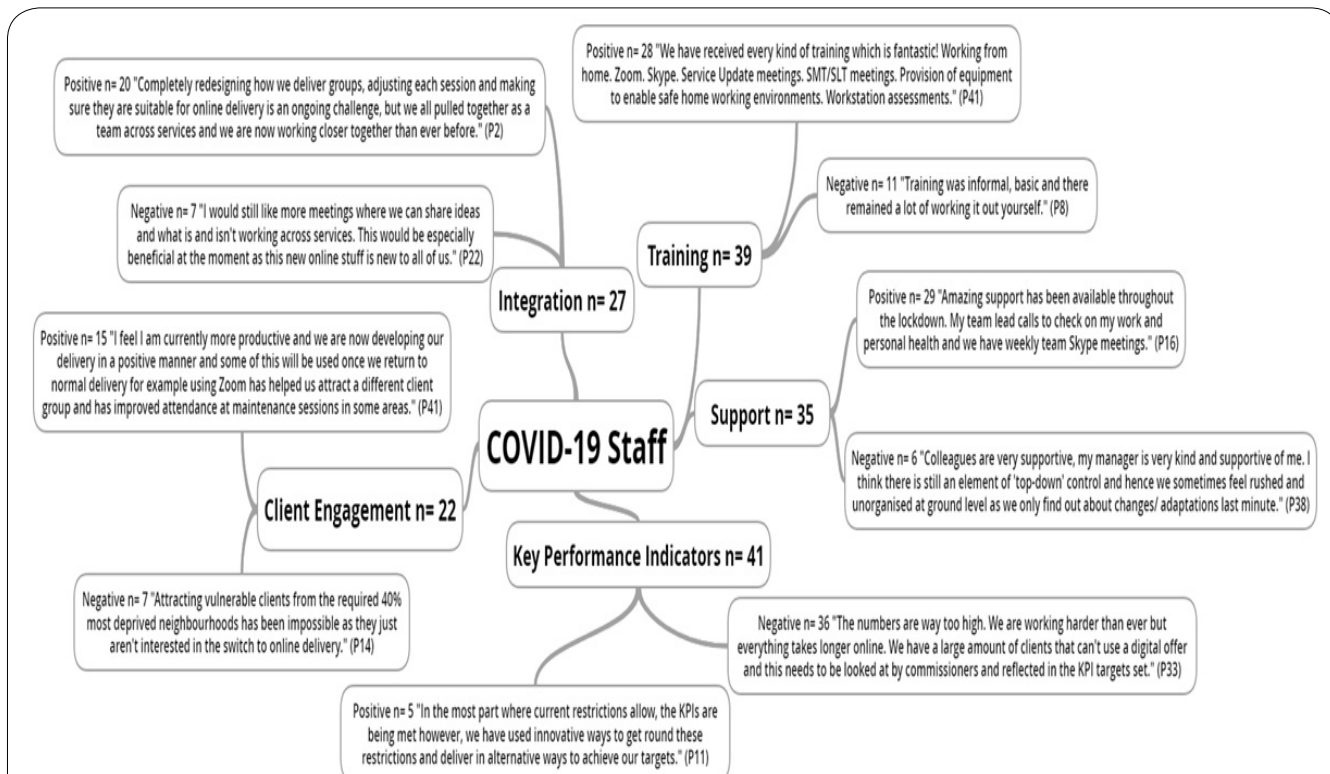 Positive n= 20 "Completely redesigning how we deliver groups, adjusting each session and making
sure they are suitable for online delivery is an ongoing challenge, but we all pulled together as a
team across services and we are now working closer together than ever before." (P2)
Negative n= 7 "I would still like more meetings where we can share ideas
and what is and isn't working across services. This would be especially
beneficial at the moment as this new online stuff is new to all of us." (P22)
Integration n= 27
Positive n= 28 "We have received every kind of training which is fantastic! Working from
home. Zoom. Skype. Service Update meetings. SMT/SLT meetings. Provision of equipment
to enable safe home working environments. Workstation assessments." (P41)
Negative n= 11 "Training was informal, basic and there
remained a lot of working it out yourself." (P8)
Training n= 39
Positive n= 29 "Amazing support has been available throughout
the lockdown. My team lead calls to check on my work and
personal health and we have weekly team Skype meetings." (P16)
Support n= 35
Negative n= 6 "Colleagues are very supportive, my manager is very kind and supportive of me. I
think there is still an element of 'top-down' control and hence we sometimes feel rushed and
unorganised at ground level as we only find out about changes/ adaptations last minute." (P38)
COVID-19 Staff
Positive n= 15 "I feel I am currently more productive and we are now developing our
delivery in a positive manner and some of this will be used once we return to
normal delivery for example using Zoom has helped us attract a different client
group and has improved attendance at maintenance sessions in some areas." (P41)
Client Engagement n= 22
Negative n= 7 "Attracting vulnerable clients from the required 40%
most deprived neighbourhoods has been impossible as they just
aren't interested in the switch to online delivery." (P14)
Key Performance Indicators n= 41
Negative n= 36 "The numbers are way too high. We are working harder than ever but
everything takes longer online. We have a large amount of clients that can't use a digital offer
and this needs to be looked at by commissioners and reflected in the KPI targets set." (P33)
Positive n= 5 "In the most part where current restrictions allow, the KPIs are
being met however, we have used innovative ways to get round these
restrictions and deliver in alternative ways to achieve our targets." (P11)